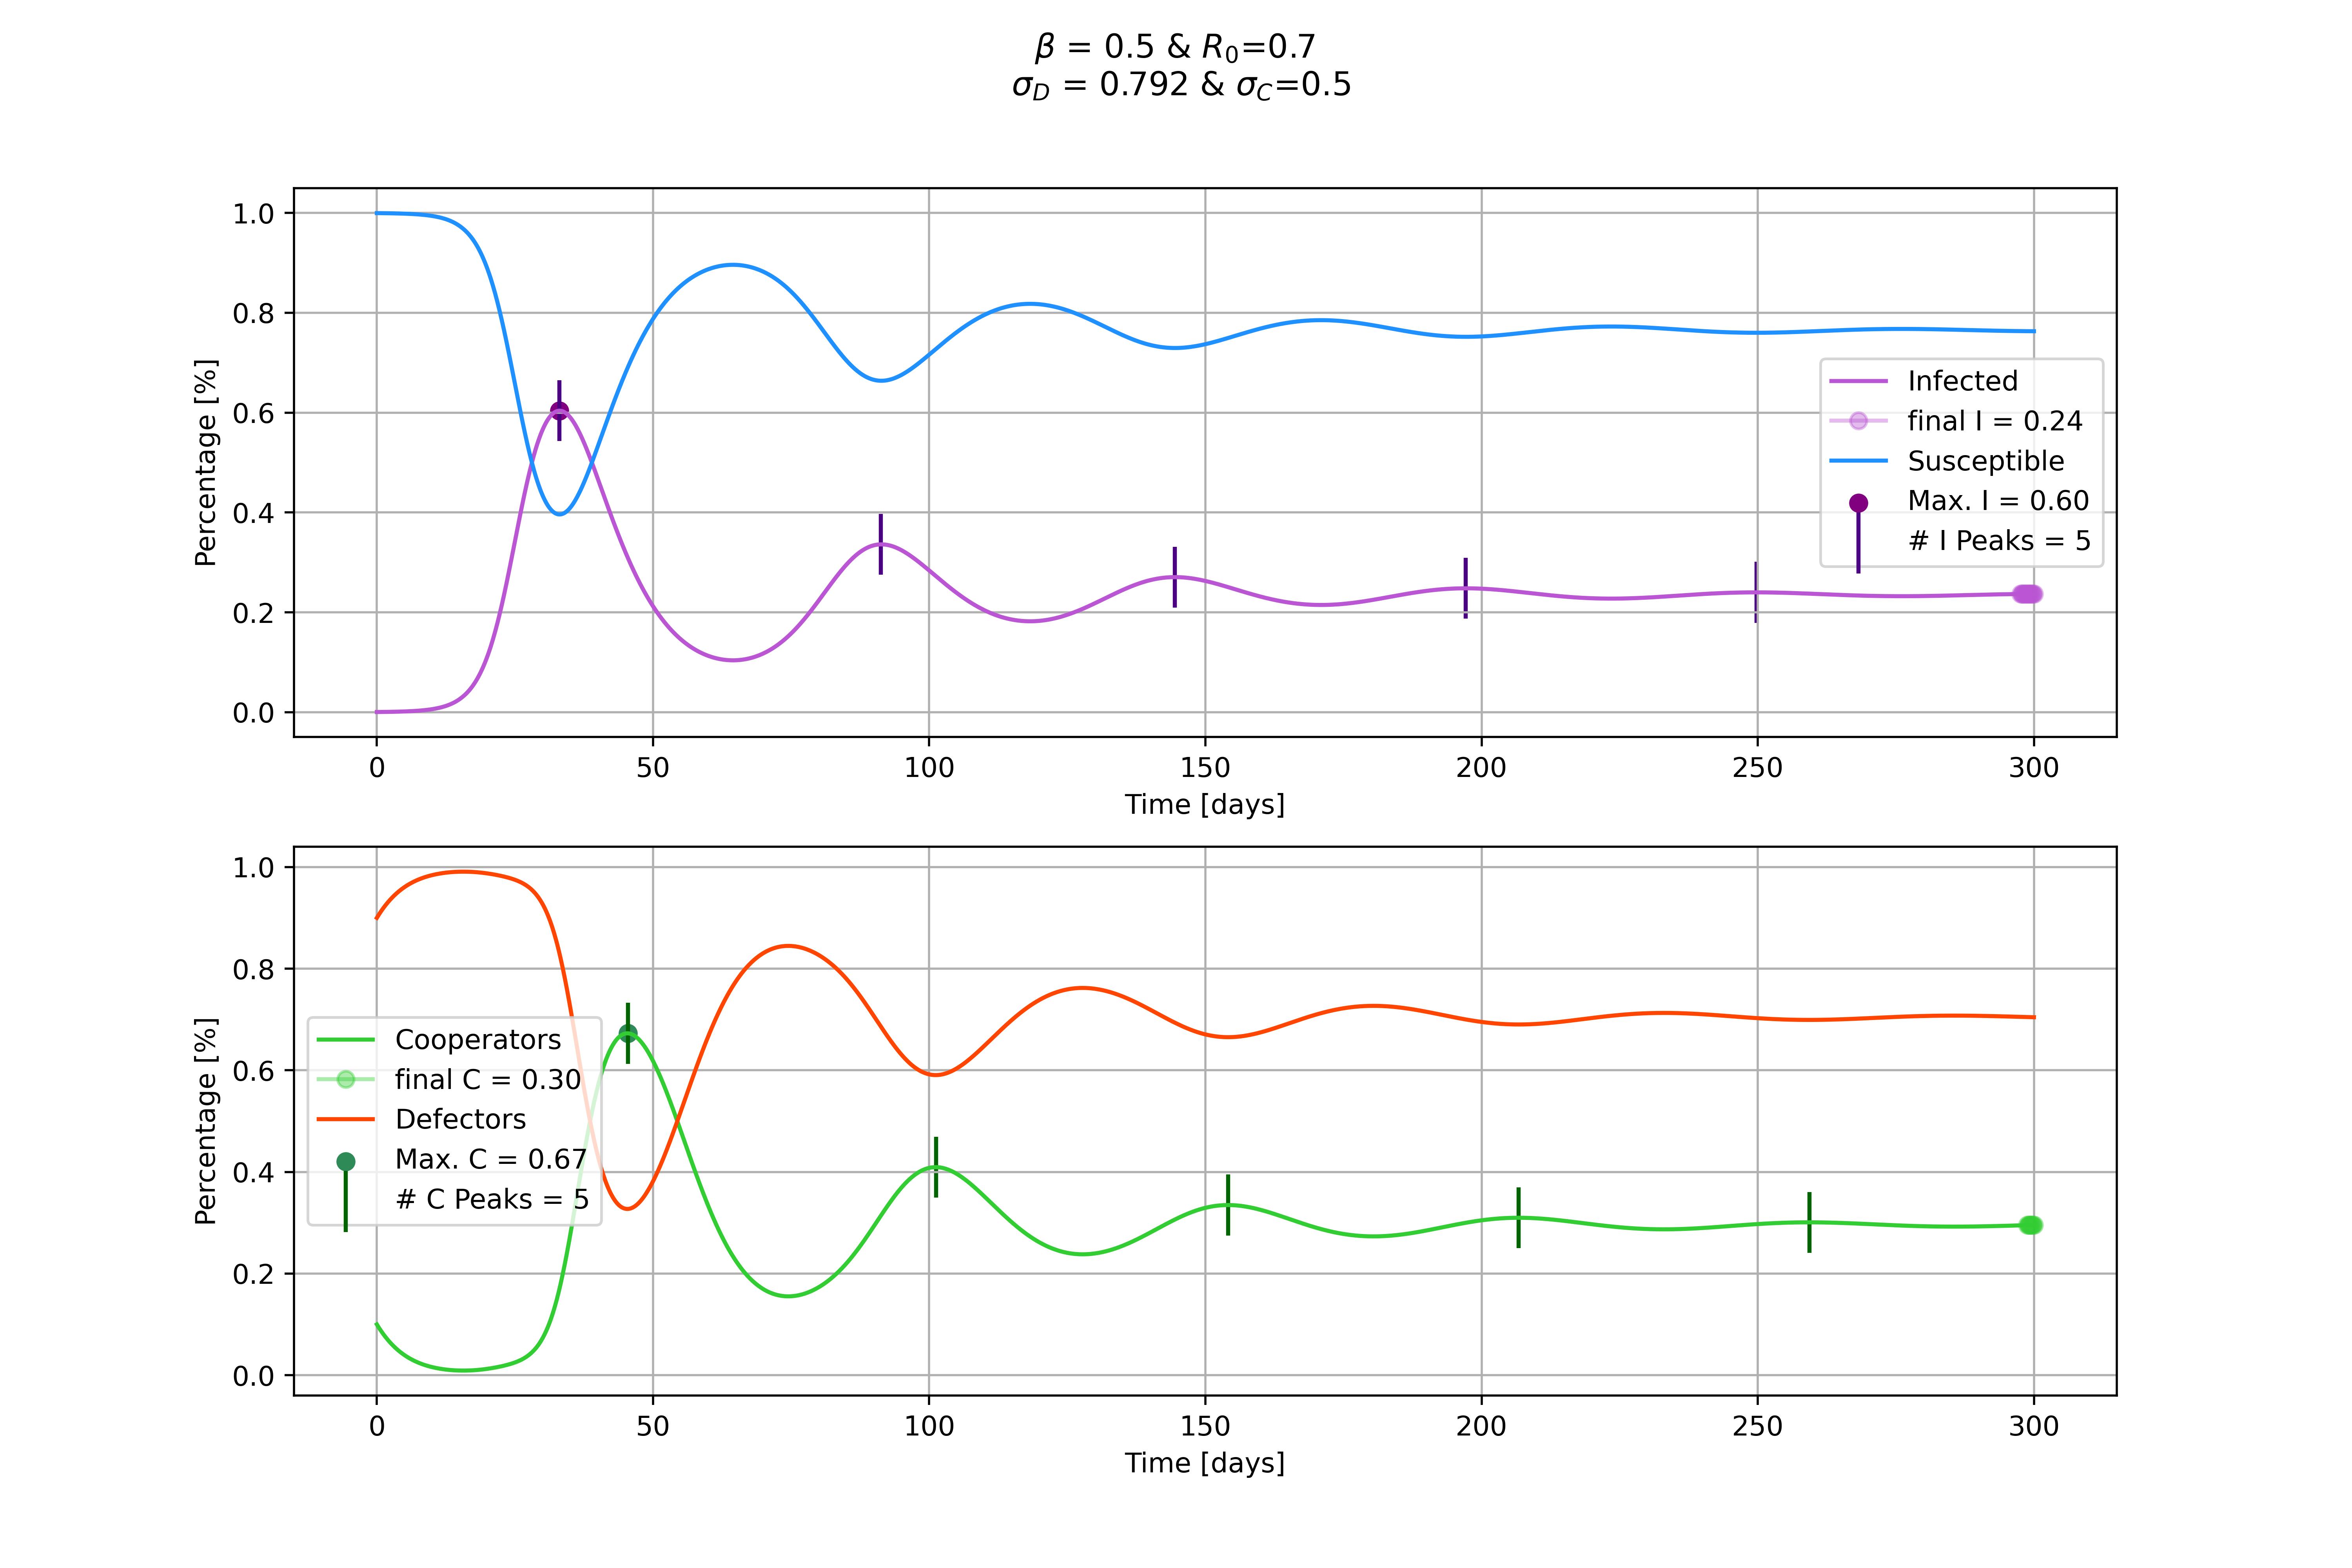 β = 0.5 & R₀=0.7
σ_D = 0.792 & σ_C=0.5
Percentage [%]
1.0
0.8
0.6
0.4
0.2
0.0
Infected
final I = 0.24
Susceptible
Max. I = 0.60
# I Peaks = 5
0 50 100 150 200 250 300
Time [days]
Percentage [%]
1.0
0.8
0.6
0.4
0.2
0.0
Cooperators
final C = 0.30
Defectors
Max. C = 0.67
# C Peaks = 5
0 50 100 150 200 250 300
Time [days]